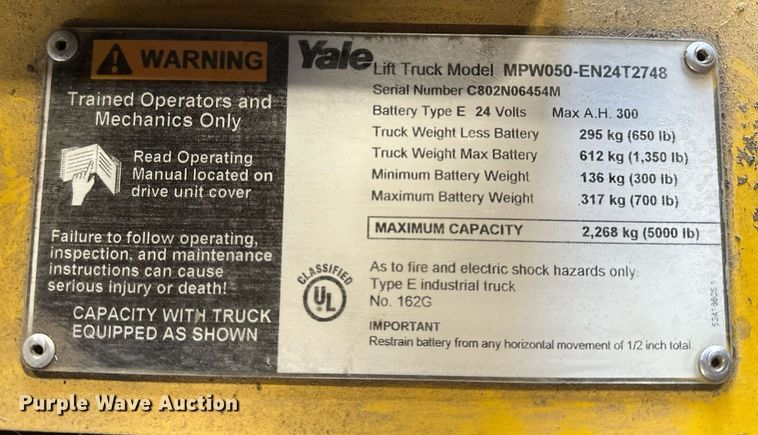 WARNING
Trained Operators and
Mechanics Only
Read Operating
Manual located on
drive unit cover
Failure to follow operating,
inspection, and maintenance
instructions can cause
serious injury or death!
CAPACITY WITH TRUCK
EQUIPPED AS SHOWN
Yale Lift Truck Model MPW050-EN24T2748
Serial Number C802N06454M
Battery Type E 24 Volts Max A.H. 300
Truck Weight Less Battery 295 kg (650 lb)
Truck Weight Max Battery 612 kg (1,350 lb)
Minimum Battery Weight 136 kg (300 lb)
Maximum Battery Weight 317 kg (700 lb)
MAXIMUM CAPACITY 2,268 kg (5000 lb)
CLASSIFIED
UL
As to fire and electric shock hazards only
Type E industrial truck
No. 162G
IMPORTANT
Restrain battery from any horizontal movement of 1/2 inch total
Purple Wave Auction